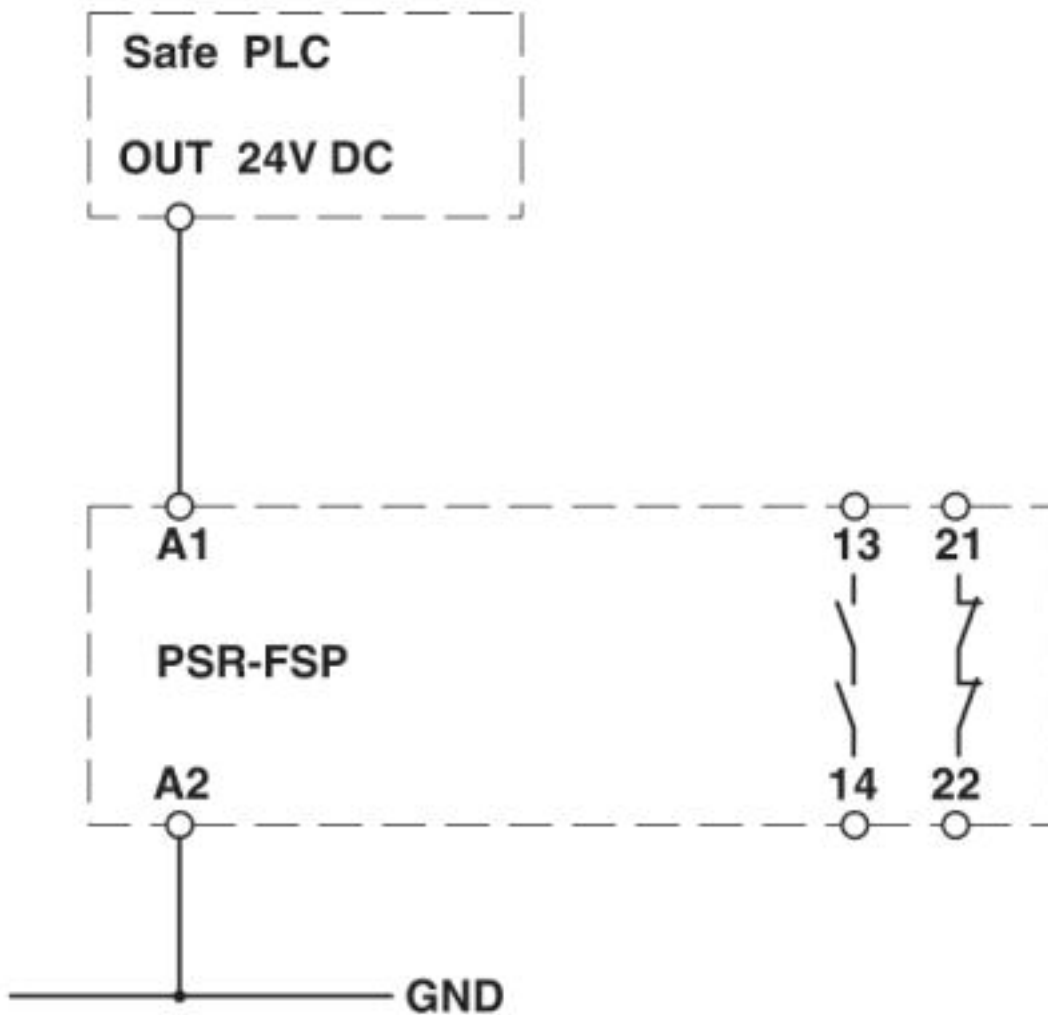 Safe PLC
OUT 24V DC
A1
13 21
PSR-FSP
A2
14 22
GND